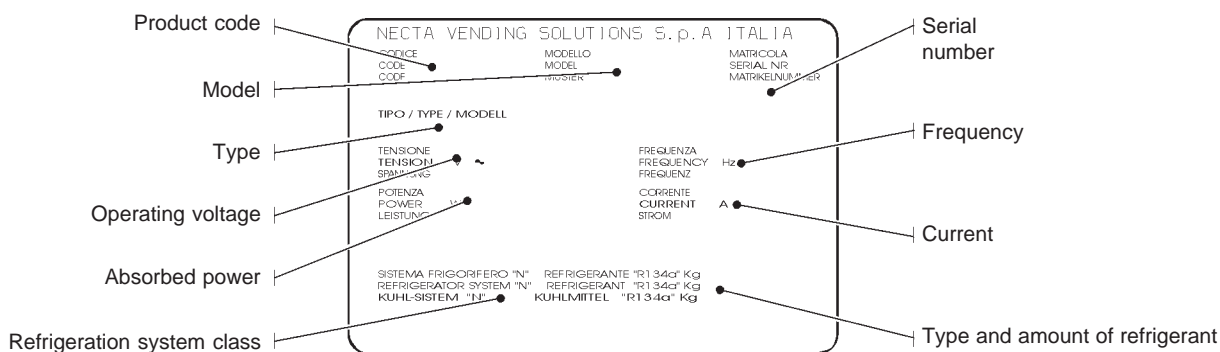 Product code
Model
Type
Operating voltage
Absorbed power
Refrigeration system class
NECTA VENDING SOLUTIONS S.p.A ITALIA
CODICE MODELLO MATRICOLA
CODE MODEL SERIAL NR
CODE MUSTER MATRIKELNUMMER
TIPO / TYPE / MODELL
TENSIONE FREQUENZA
TENSION V ~ FREQUENCY Hz
SPANNUNG FREQUENZ
POTENZA CORRENTE
POWER W CURRENT A
LEISTUNG STROM
SISTEMA FRIGORIFERO "N" REFRIGERANTE "R134a" Kg
REFRIGERATOR SYSTEM "N" REFRIGERANT "R134a" Kg
KUHL-SISTEM "N" KUHLMITTEL "R134a" Kg
Serial
number
Frequency
Current
Type and amount of refrigerant